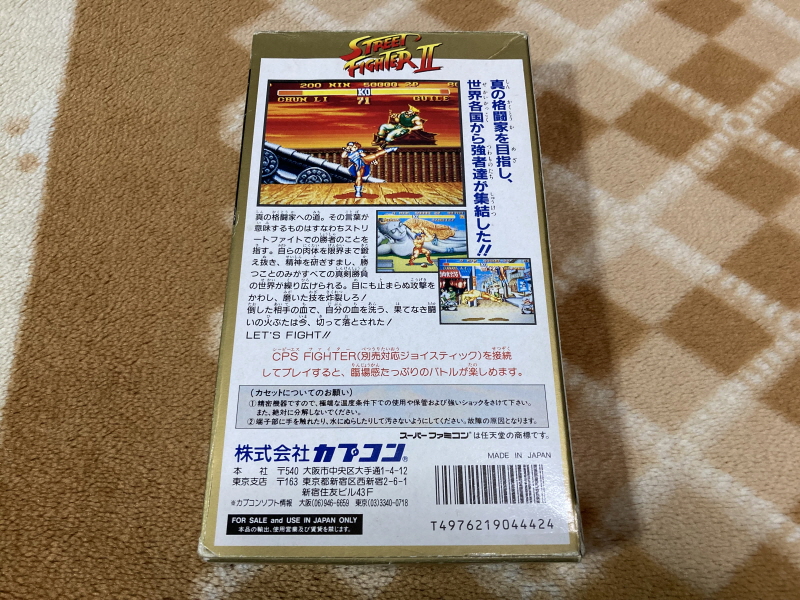 STREET
FIGHTER II
200 MIN 50000 2P
KO
CHUN LI 71 GUILE
真の格闘家を目指し、
世界各国から強者達が集結した!!
真の格闘家への道。その言葉が
意味するものはすなわちストリ
ートファイトでの勝者のことを
指す。自らの肉体を限界まで鍛
え抜き、精神を研ぎすまし、勝
つことのみかすべての真剣勝負
の世界が繰り広げられる。目にも止まらぬ攻撃を
かわし、磨いた技を炸裂しろ!
倒した相手の血で、自分の血を洗う、果てなき闘
いの火ぶたは今、切って落とされた!
LET'S FIGHT!!
CPS FIGHTER(別売対応ジョイスティック)を接続
してプレイすると、臨場感たっぷりのバトルが楽しめます。
(カセットについてのお願い)
①精密機器ですので、極端な温度条件下での使用や保管および強いショックをさけて下さい。
また、絶対に分解しないでください。
②端子部に手を触れたり、水にぬらしたりして汚さないようにしてください。故障の原因となります。
スーパーファミコンは任天堂の商標です。
株式会社カプコン®
MADE IN JAPAN
本 社 〒540 大阪市中央区大手通1-4-12
東京支店 〒163 東京都新宿区西新宿2-6-1
新宿住友ビル43F
※カプコンソフト情報 大阪(06)946-6659 東京(03)3340-0718
FOR SALE and USE IN JAPAN ONLY
本品の輸出、使用営業及び賃貸を禁じます。
T4976219044424